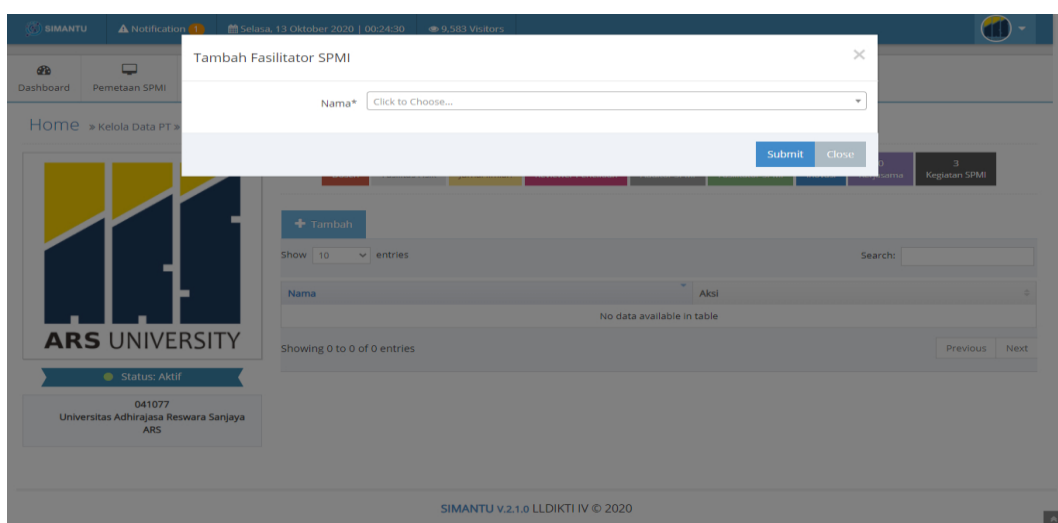 SIMANTU Notification 1 Selasa, 13 Oktober 2020 | 00:24:30 9,583 Visitors
Tambah Fasilitator SPMI ×
Dashboard Pemetaan SPMI
Nama* Click to Choose...
Home » Kelola Data PT »
Submit Close
3
Kegiatan SPMI
+ Tambah
Show 10 entries Search:
Nama Aksi
No data available in table
ARS UNIVERSITY
Showing 0 to 0 of 0 entries Previous Next
Status: Aktif
041077
Universitas Adhirajasa Reswara Sanjaya
ARS
SIMANTU v.2.1.0 LLDIKTI IV © 2020